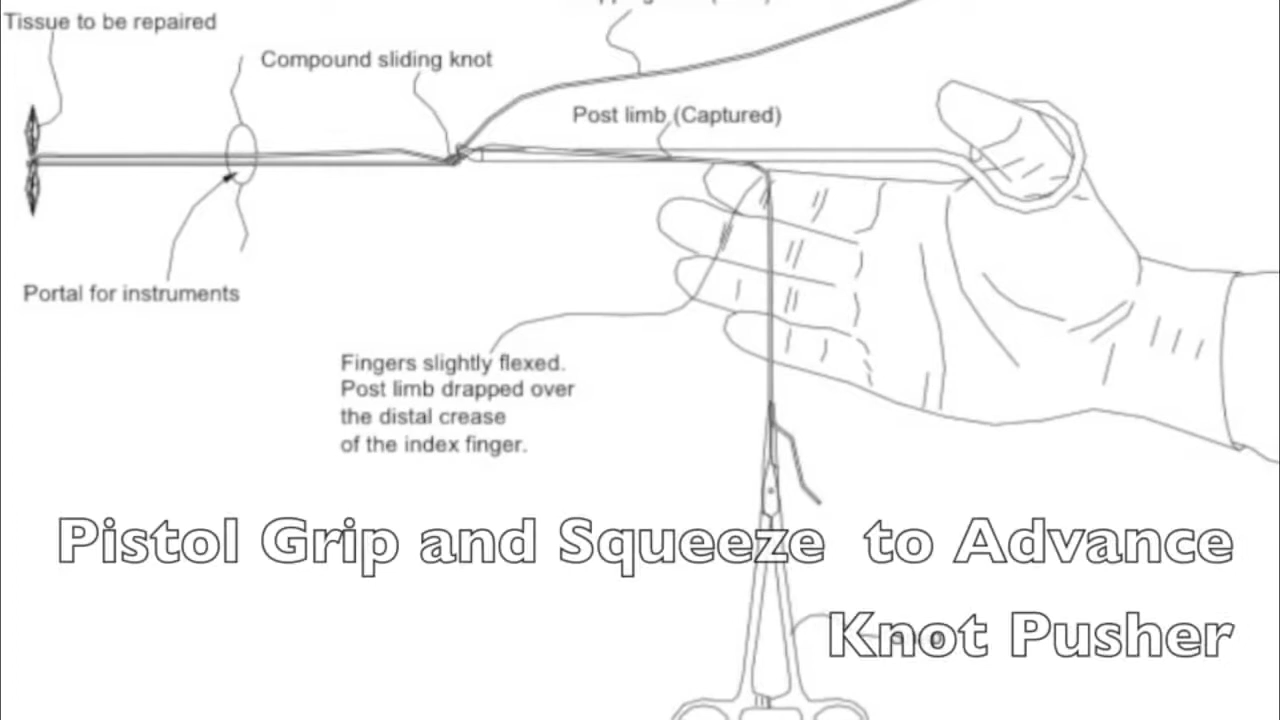 Tissue to be repaired
Compound sliding knot
Post limb (Captured)
Portal for instruments
Fingers slightly flexed.
Post limb drapped over
the distal crease
of the index finger.
Pistol Grip and Squeeze to Advance
Knot Pusher